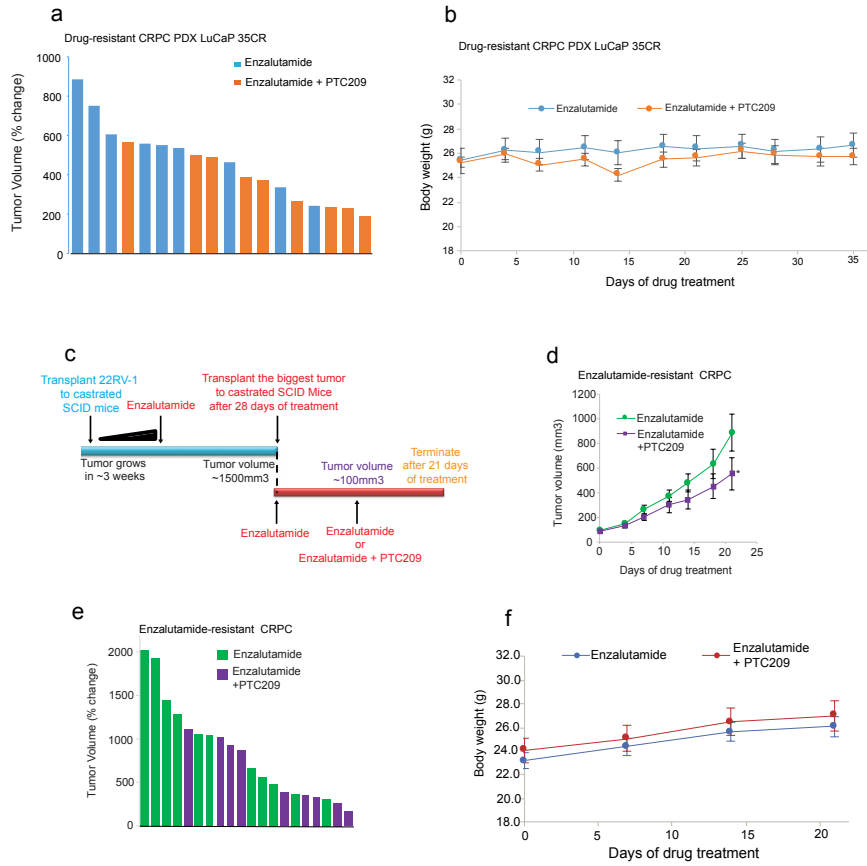 a
Drug-resistant CRPC PDX LuCaP 35CR
Enzalutamide
Enzalutamide + PTC209
Tumor Volume (% change)
1000
800
600
400
200
0
b
Drug-resistant CRPC PDX LuCaP 35CR
Enzalutamide
Enzalutamide + PTC209
Body weight (g)
32
30
28
26
24
22
20
18
0 5 10 15 20 25 30 35
Days of drug treatment
c
Transplant 22RV-1
to castrated
SCID mice
Enzalutamide
Transplant the biggest tumor
to castrated SCID Mice
after 28 days of treatment
Tumor grows
in ~3 weeks
Tumor volume
~1500mm3
Tumor volume
~100mm3
Terminate
after 21 days
of treatment
Enzalutamide
Enzalutamide
or
Enzalutamide + PTC209
d
Enzalutamide-resistant CRPC
Enzalutamide
Enzalutamide
+PTC209
Tumor volume (mm3)
1200
1000
800
600
400
200
0
*
0 5 10 15 20 25
Days of drug treatment
e
Enzalutamide-resistant CRPC
Enzalutamide
Enzalutamide
+PTC209
Tumor Volume (% change)
2000
1500
1000
500
0
f
Enzalutamide
Enzalutamide
+ PTC209
Body weight (g)
32.0
30.0
28.0
26.0
24.0
22.0
20.0
18.0
0 5 10 15 20
Days of drug treatment